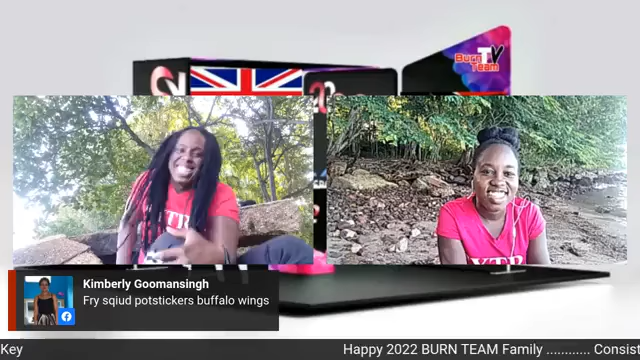 Burn TV
Team
Kimberly Goomansingh
Fry sqiud potstickers buffalo wings
Key
Happy 2022 BURN TEAM Family ............ Consist